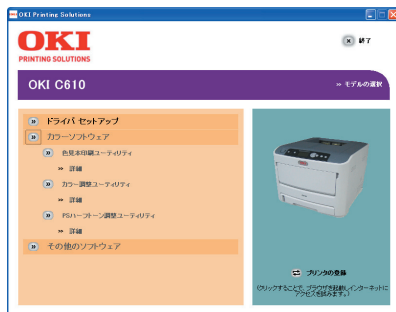 OKI Printing Solutions
OKI
PRINTING SOLUTIONS
終了
OKI C610
モデルの選択
ドライバ セットアップ
カラーソフトウェア
色見本印刷ユーティリティ
詳細
カラー調整ユーティリティ
詳細
PSハーフトーン調整ユーティリティ
詳細
その他のソフトウェア
プリンタの登録
(クリックすることで、ブラウザを起動しインターネットに
アクセスを試みます。)